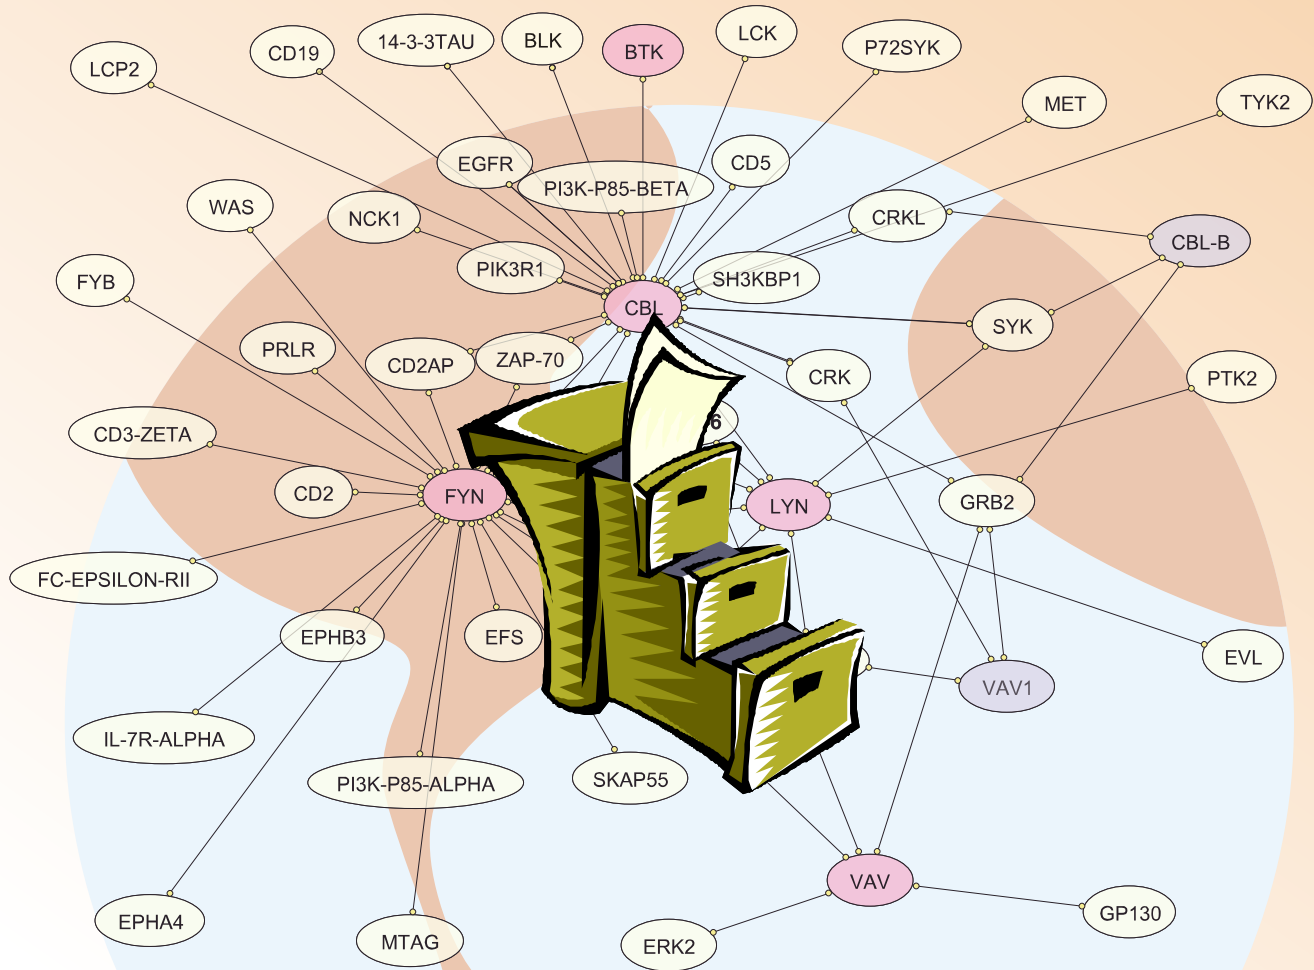 14-3-3TAU
BLK
BTK
LCK
P72SYK
CD19
LCP2
MET
TYK2
EGFR
PI3K-P85-BETA
CD5
WAS
NCK1
CRKL
CBL-B
FYB
PIK3R1
SH3KBP1
CBL
SYK
PRLR
CD2AP
ZAP-70
CRK
PTK2
6
CD3-ZETA
CD2
FYN
LYN
GRB2
FC-EPSILON-RII
EPHB3
EFS
EVL
VAV1
IL-7R-ALPHA
PI3K-P85-ALPHA
SKAP55
VAV
EPHA4
MTAG
ERK2
GP130